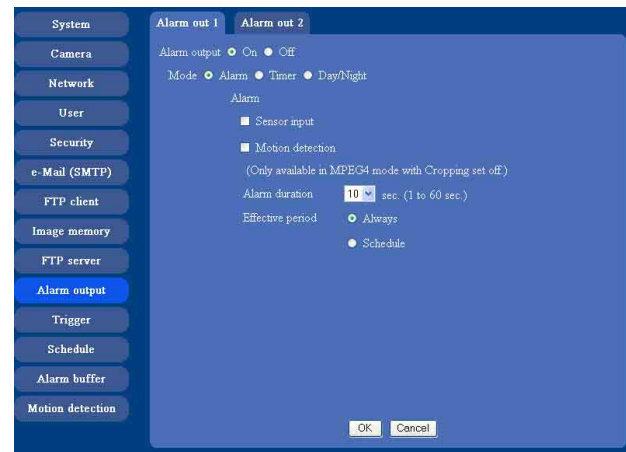 System
Camera
Network
User
Security
e-Mail (SMTP)
FTP client
Image memory
FTP server
Alarm output
Trigger
Schedule
Alarm buffer
Motion detection
Alarm out 1 Alarm out 2
Alarm output On Off
Mode Alarm Timer Day/Night
Alarm
Sensor input
Motion detection
(Only available in MPEG4 mode with Cropping set off.)
Alarm duration 10 sec. (1 to 60 sec.)
Effective period Always
Schedule
OK Cancel